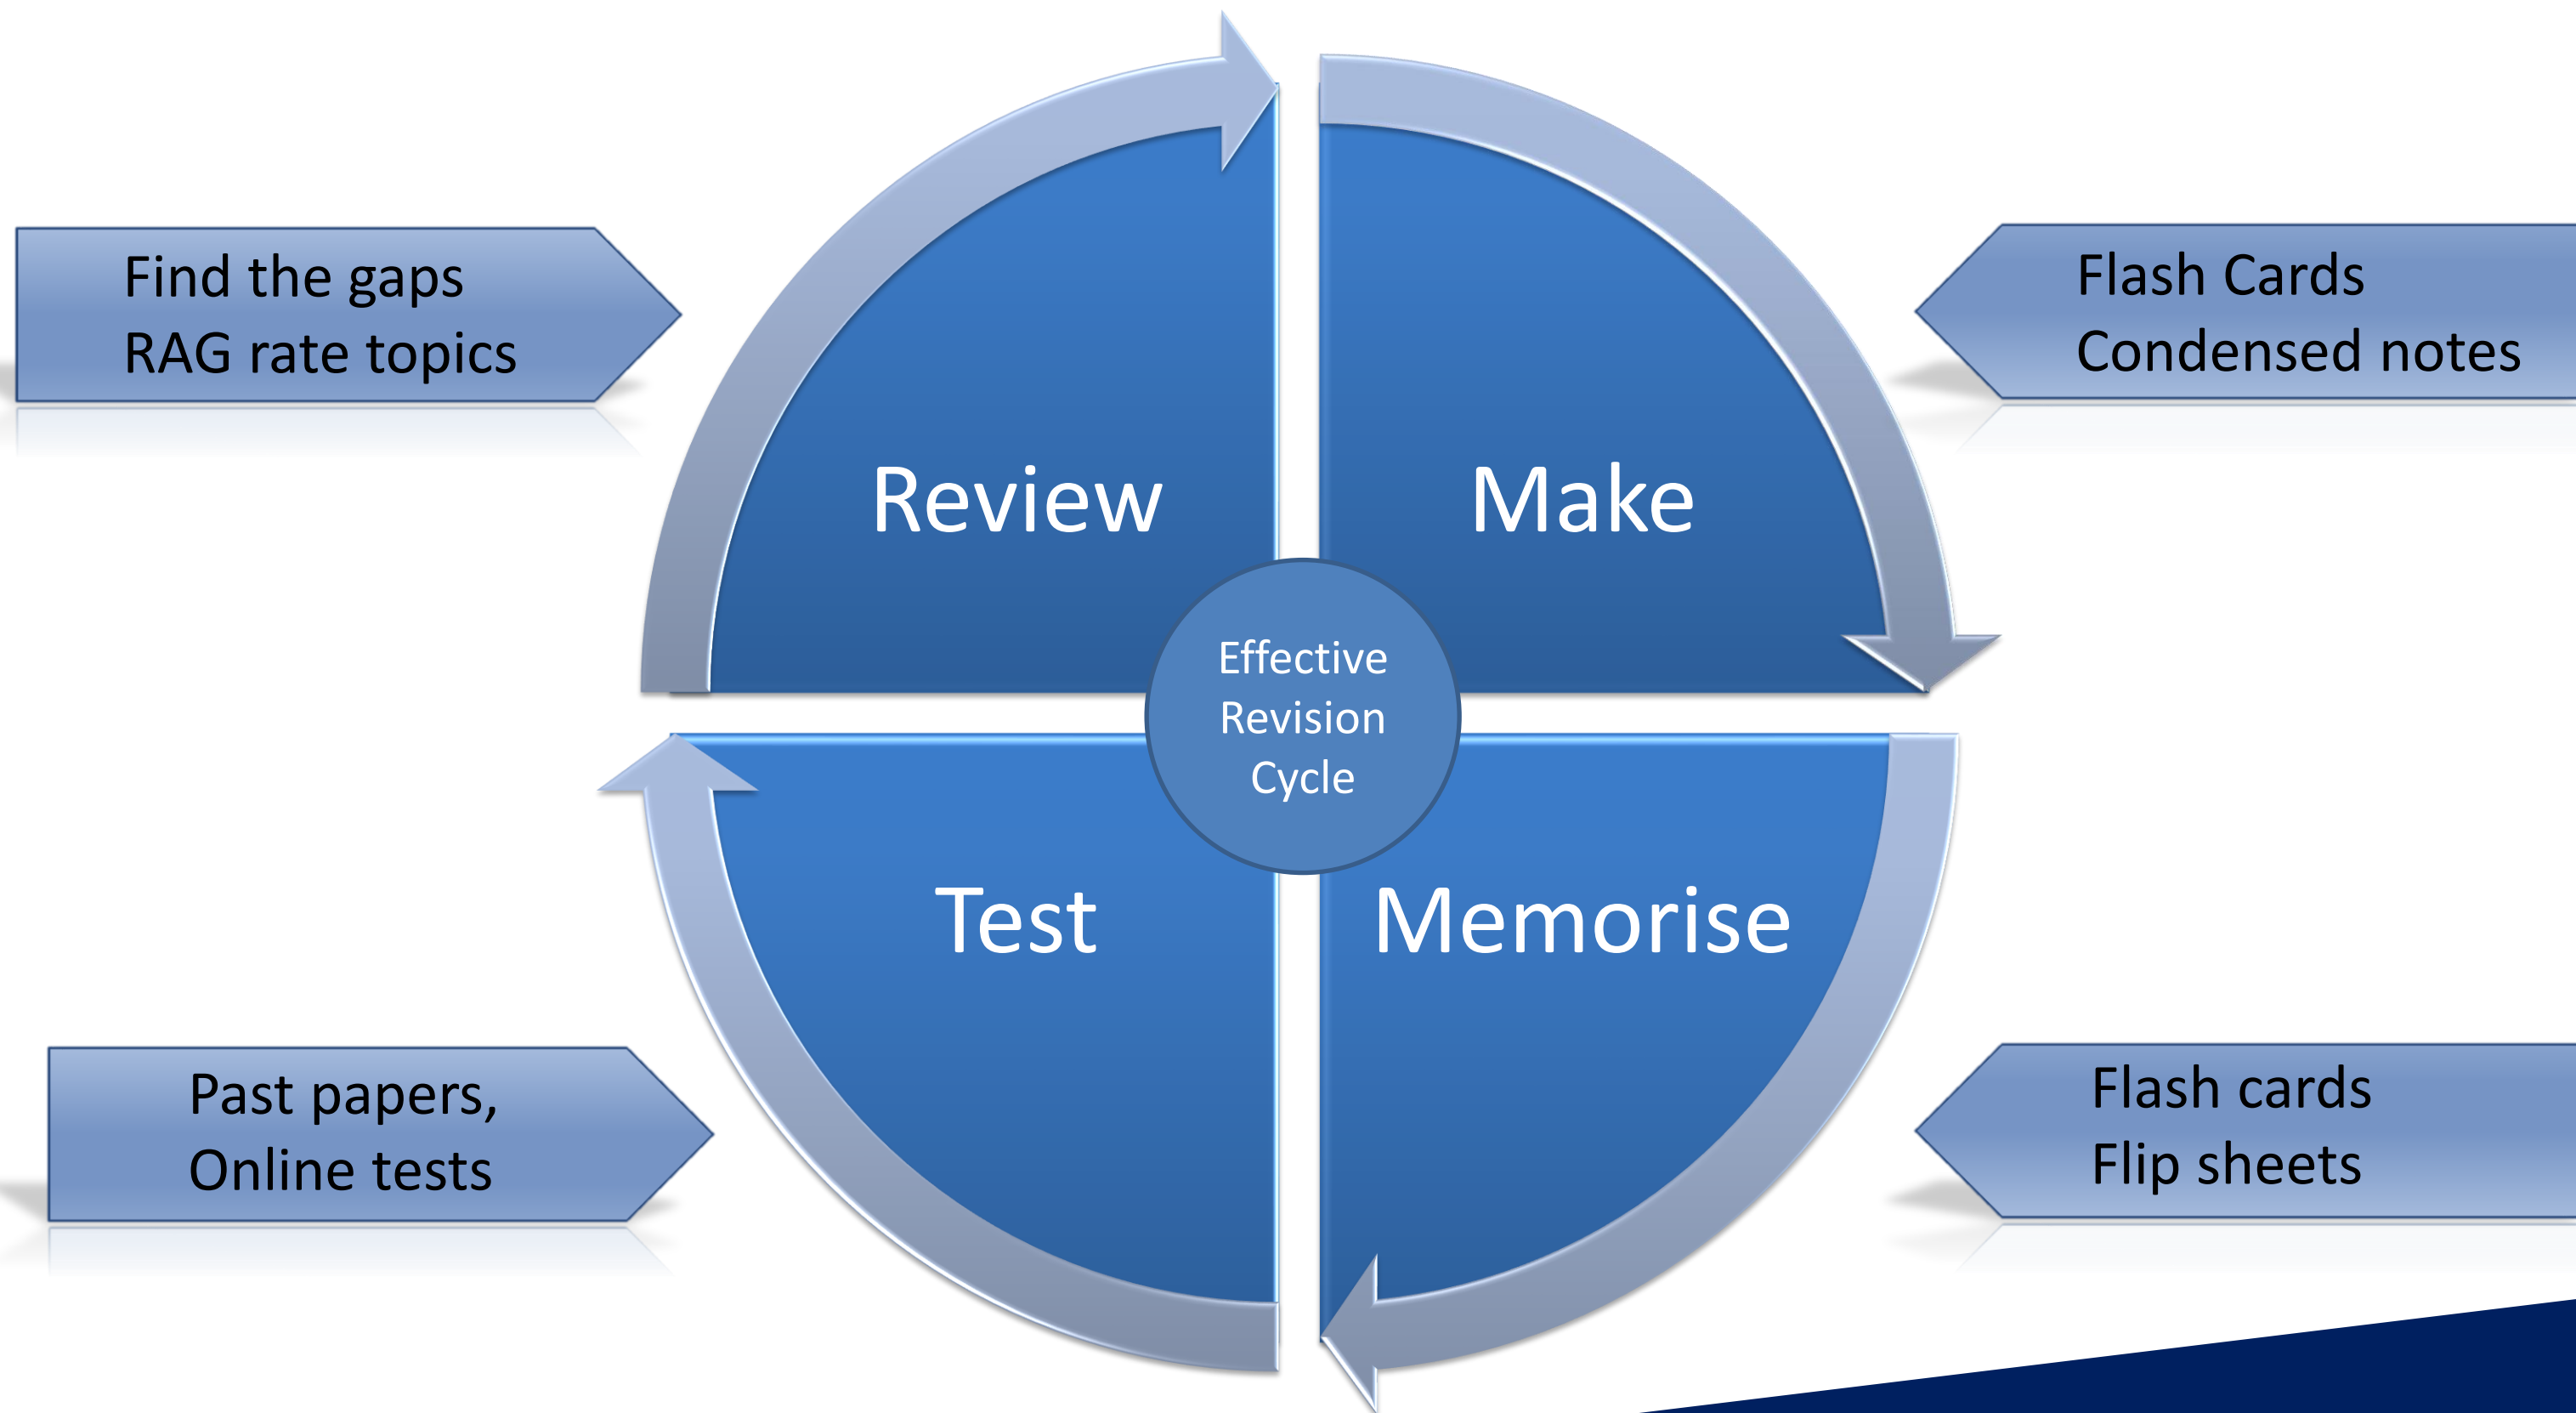 Find the gaps
RAG rate topics
Flash Cards
Condensed notes
Review
Make
Effective
Revision
Cycle
Test
Memorise
Past papers,
Online tests
Flash cards
Flip sheets